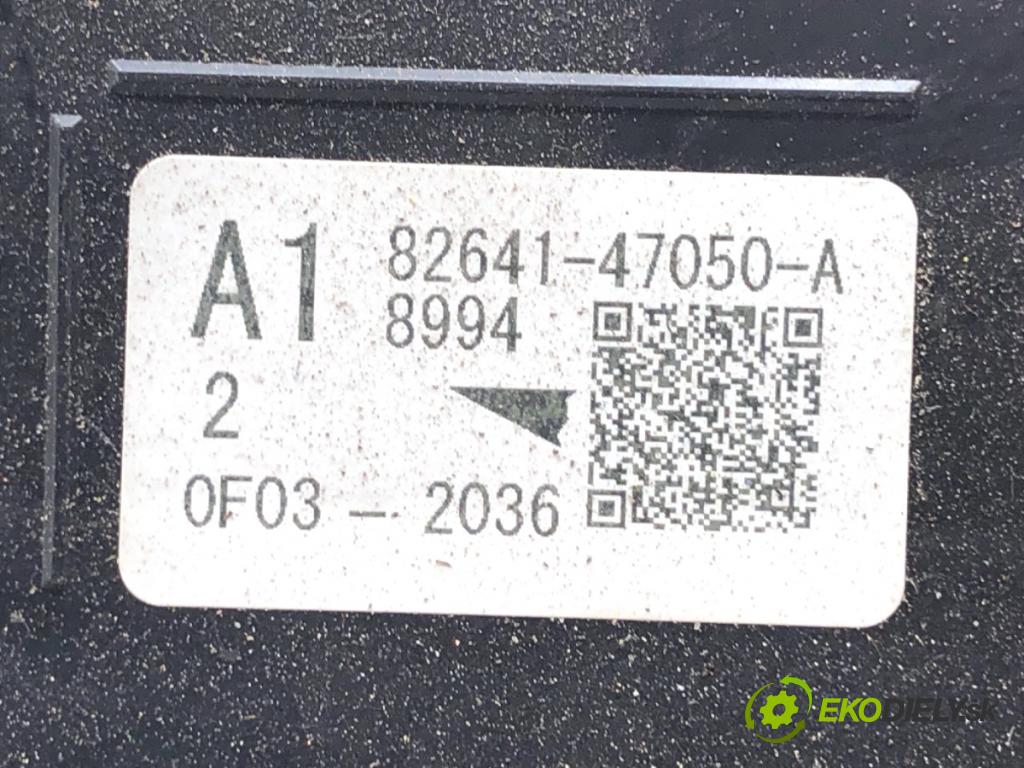 A1 82641-47050-A
8994
2
0F03 - 2036
EKODIELY.sk